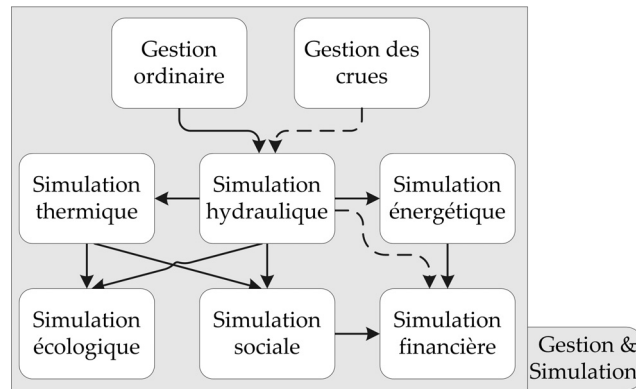 Gestion
ordinaire
Gestion des
crues
Simulation
thermique
Simulation
hydraulique
Simulation
énergétique
Simulation
écologique
Simulation
sociale
Simulation
financière
Gestion &
Simulation